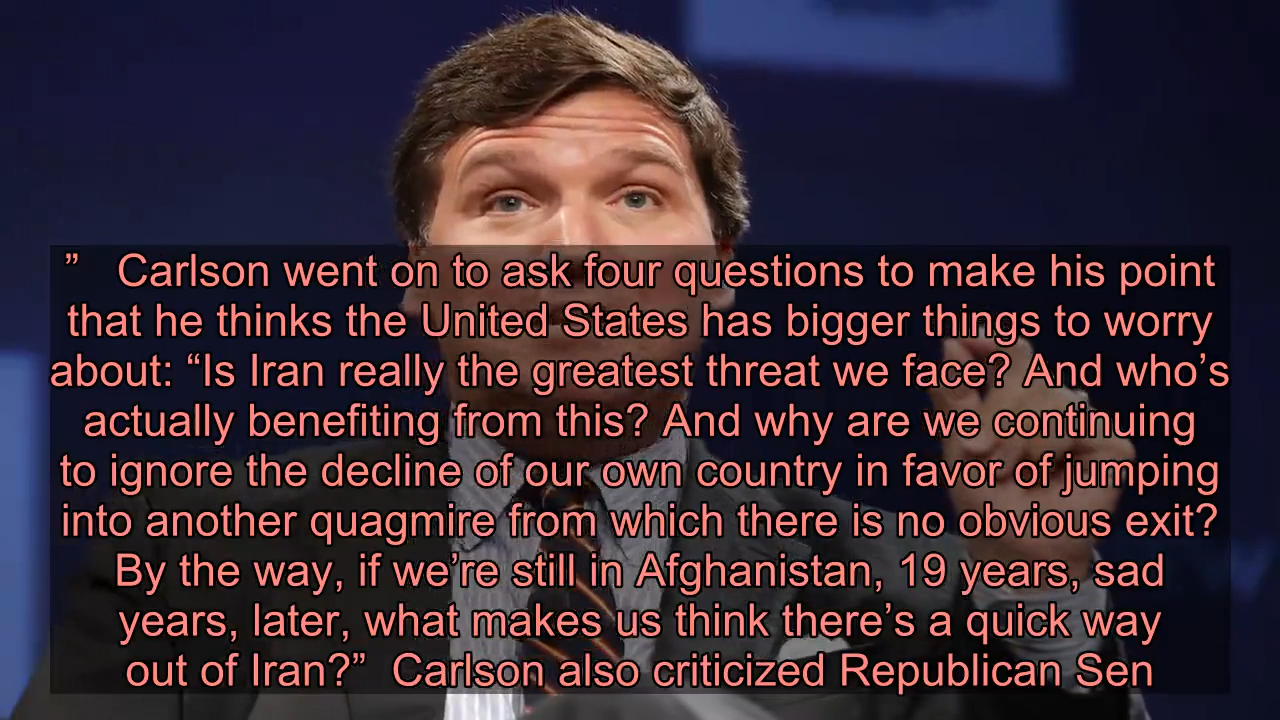 ”   Carlson went on to ask four questions to make his point
that he thinks the United States has bigger things to worry
about: “Is Iran really the greatest threat we face? And who’s
actually benefiting from this? And why are we continuing
to ignore the decline of our own country in favor of jumping
into another quagmire from which there is no obvious exit?
By the way, if we’re still in Afghanistan, 19 years, sad
years, later, what makes us think there’s a quick way
out of Iran?”  Carlson also criticized Republican Sen